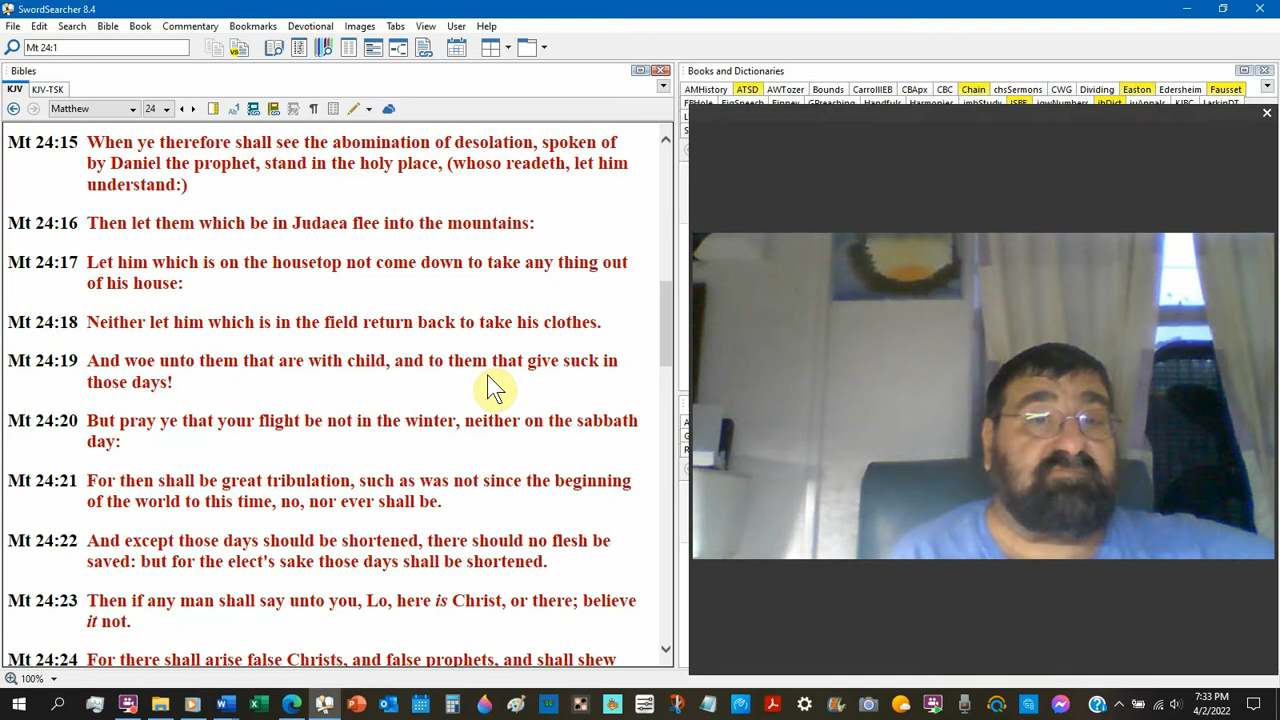 SwordSearcher 8.4
File Edit Search Bible Book Commentary Bookmarks Devotional Images Tabs View User Help
Mt 24:1
Bibles
KJV KJV-TSK
Matthew 24
Mt 24:15 When ye therefore shall see the abomination of desolation, spoken of
by Daniel the prophet, stand in the holy place, (whoso readeth, let him
understand:)
Mt 24:16 Then let them which be in Judaea flee into the mountains:
Mt 24:17 Let him which is on the housetop not come down to take any thing out
of his house:
Mt 24:18 Neither let him which is in the field return back to take his clothes.
Mt 24:19 And woe unto them that are with child, and to them that give suck in
those days!
Mt 24:20 But pray ye that your flight be not in the winter, neither on the sabbath
day:
Mt 24:21 For then shall be great tribulation, such as was not since the beginning
of the world to this time, no, nor ever shall be.
Mt 24:22 And except those days should be shortened, there should no flesh be
saved: but for the elect's sake those days shall be shortened.
Mt 24:23 Then if any man shall say unto you, Lo, here is Christ, or there; believe
it not.
Mt 24:24 For there shall arise false Christs, and false prophets, and shall shew
100%
Books and Dictionaries
AMHistory ATSD AWTozer Bounds CarrollIEB CBApx CBC Chain chsSermons CWG Dividing Easton Edersheim Fausset
7:33 PM
4/2/2022